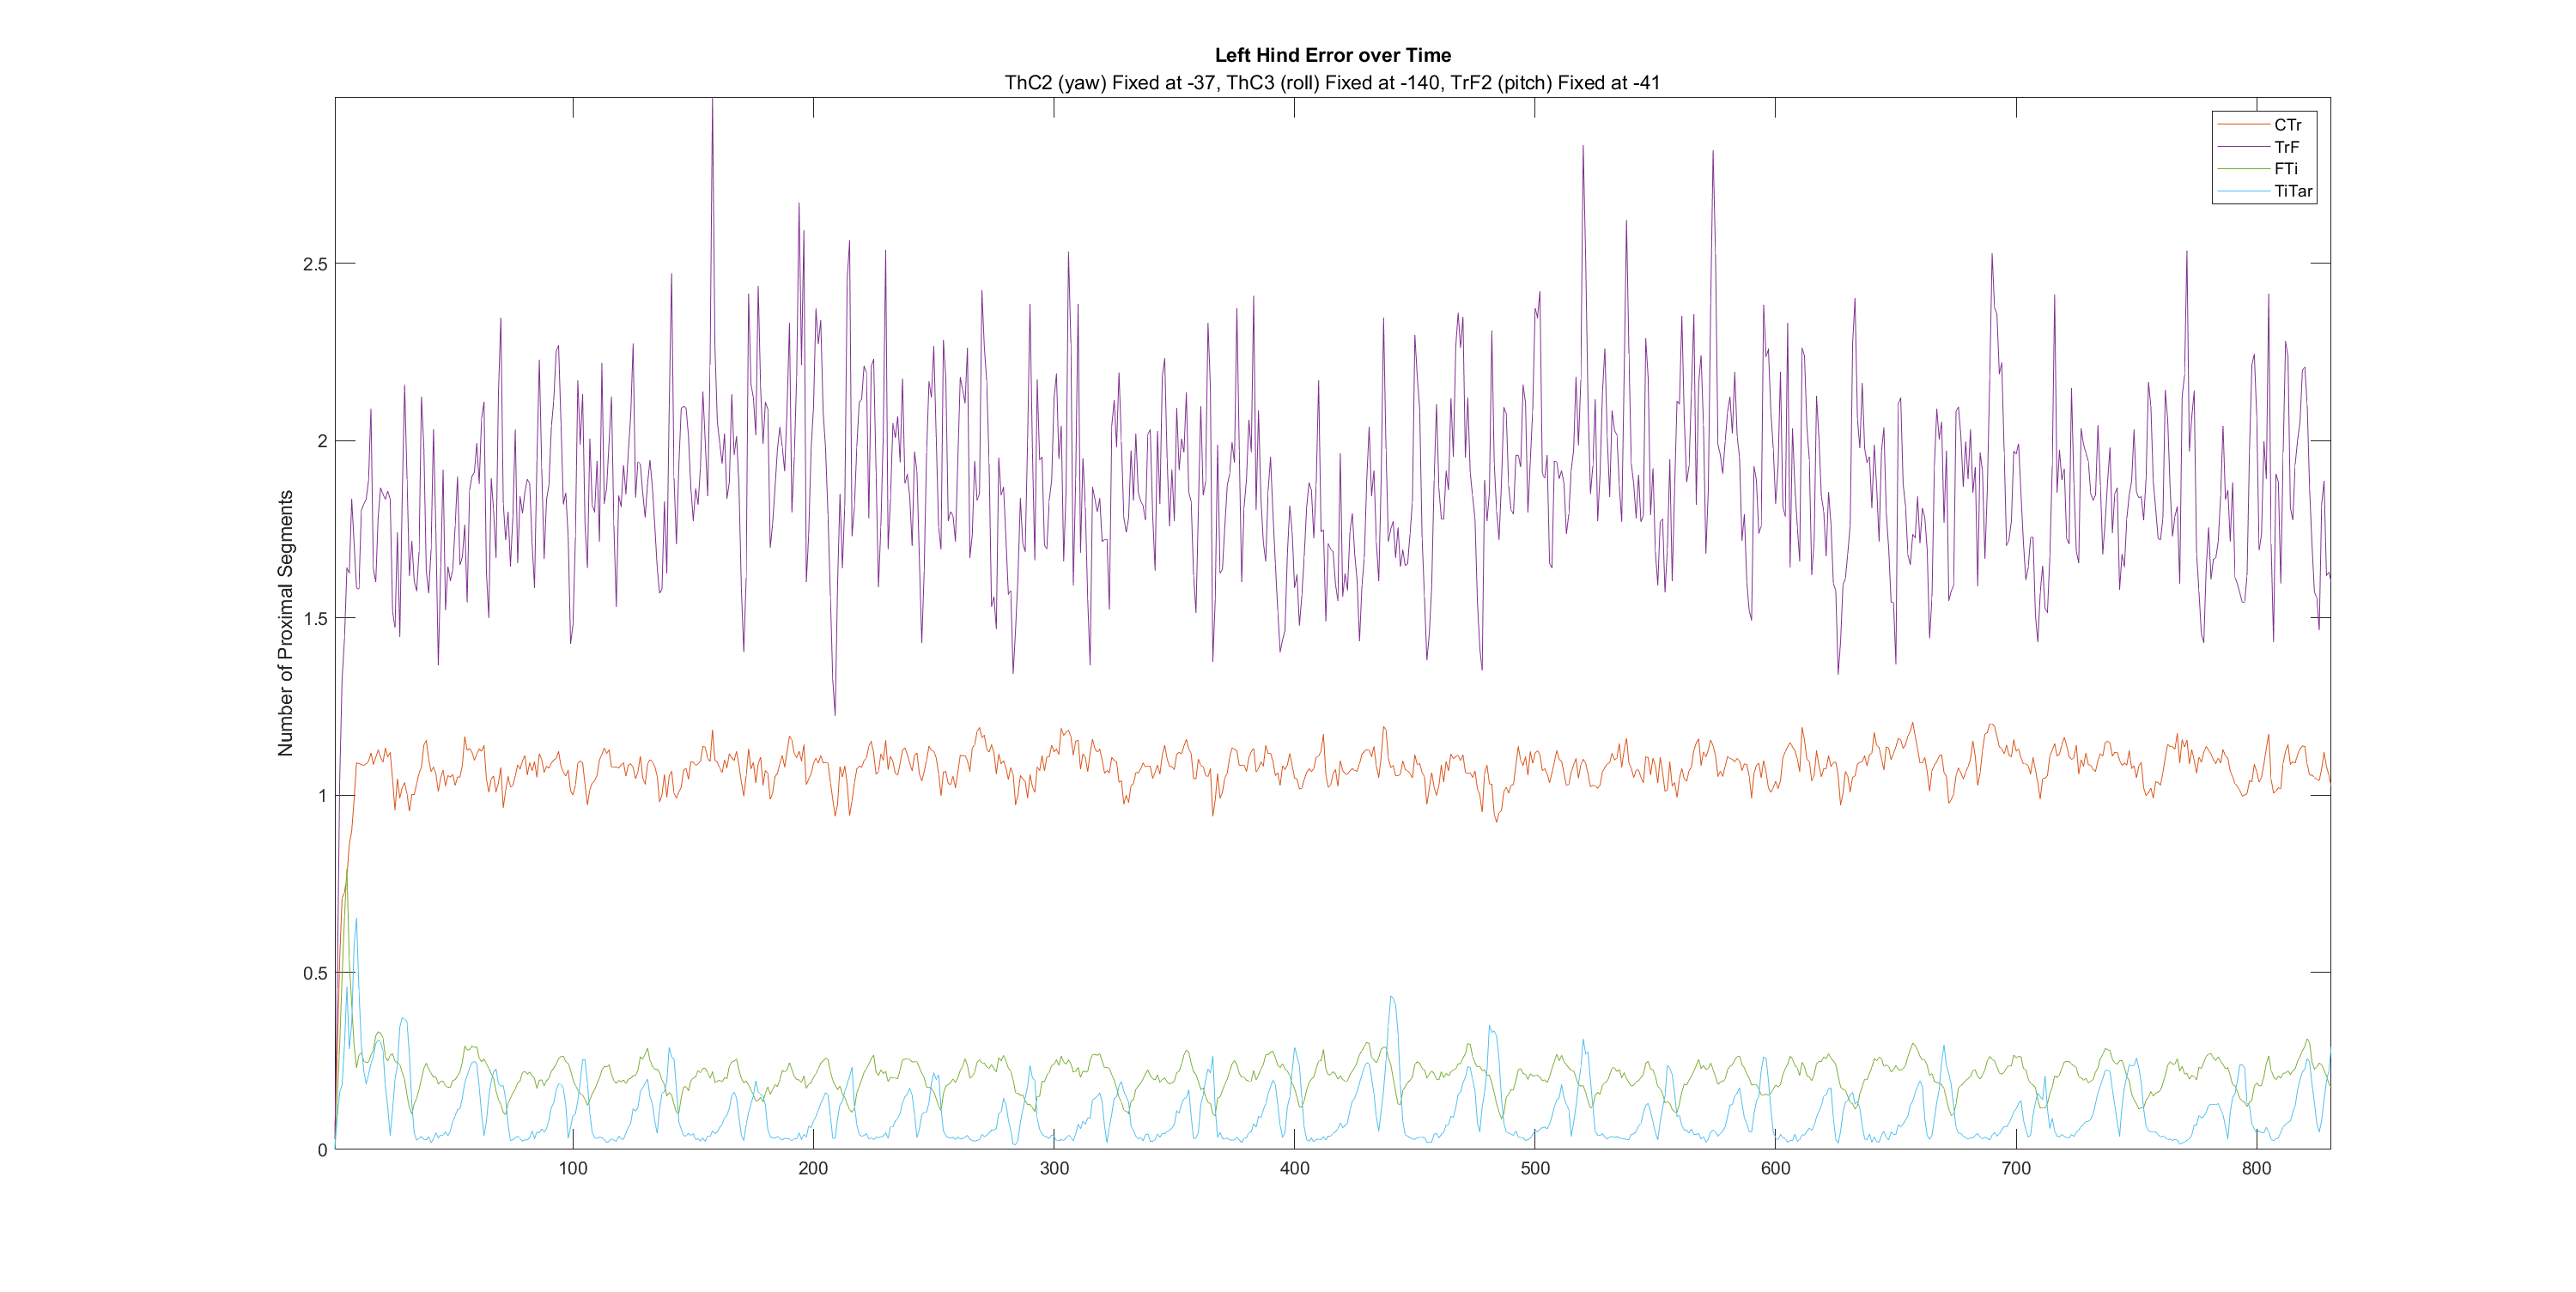 Left Hind Error over Time
ThC2 (yaw) Fixed at -37, ThC3 (roll) Fixed at -140, TrF2 (pitch) Fixed at -41
CTr
TrF
FTi
TiTar
Number of Proximal Segments
2.5
2
1.5
1
0.5
0
100 200 300 400 500 600 700 800